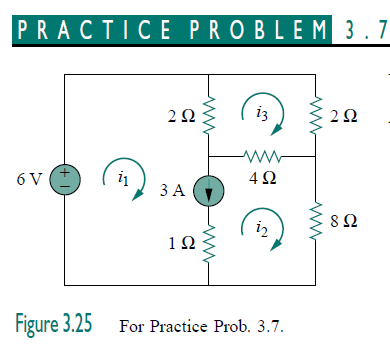 PRACTICE PROBLEM 3.7
2 Ω i3 2 Ω
6 V + − i1 3 A 4 Ω
i2 8 Ω
1 Ω
Figure 3.25 For Practice Prob. 3.7.